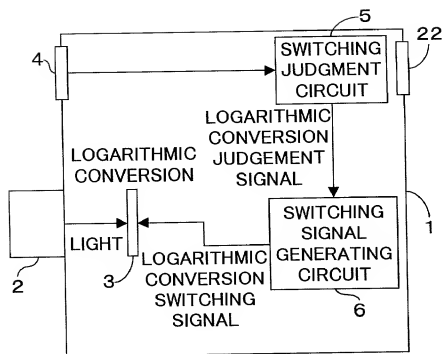 5
22
4
SWITCHING
JUDGMENT
CIRCUIT
LOGARITHMIC
CONVERSION
JUDGEMENT
SIGNAL
LOGARITHMIC
CONVERSION
SWITCHING
SIGNAL
GENERATING
CIRCUIT
1
LIGHT
LOGARITHMIC
CONVERSION
SWITCHING
SIGNAL
2
3
6